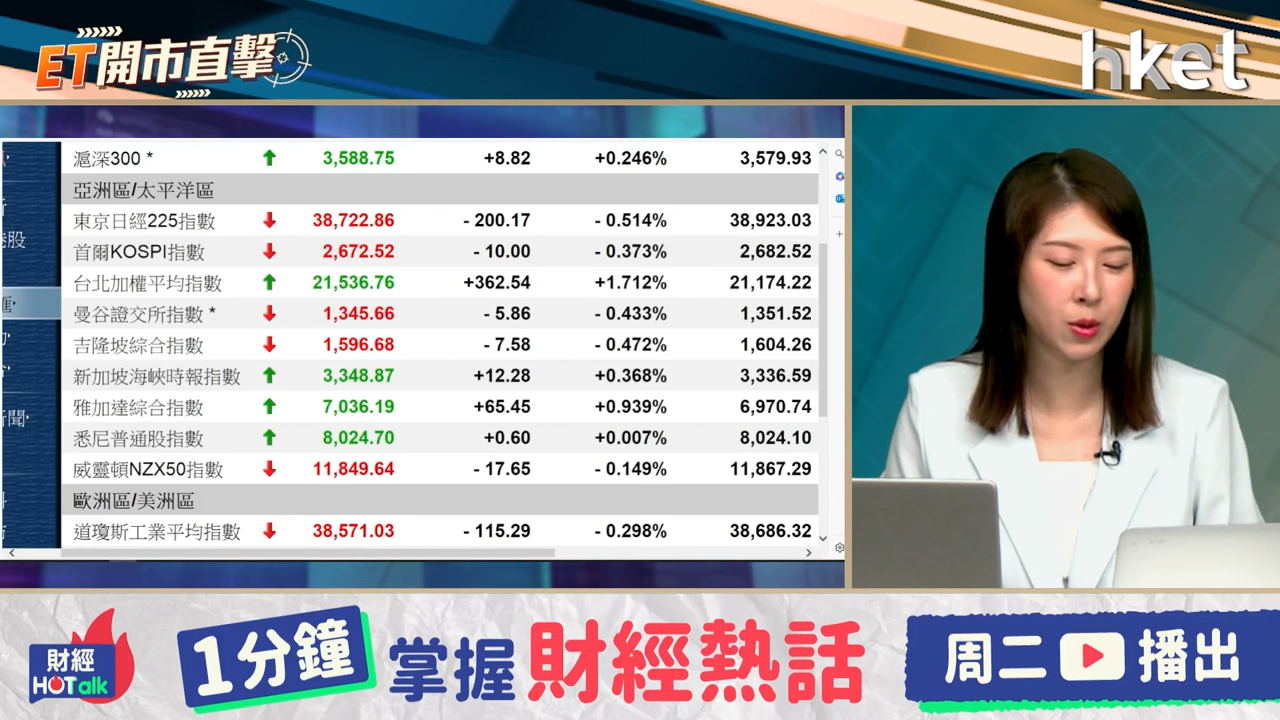 ET開市直擊
hket
滬深300 * 3,588.75 +8.82 +0.246% 3,579.93
亞洲區/太平洋區
東京日經225指數 38,722.86 - 200.17 - 0.514% 38,923.03
首爾KOSPI指數 2,672.52 - 10.00 - 0.373% 2,682.52
台北加權平均指數 21,536.76 +362.54 +1.712% 21,174.22
曼谷證交所指數 * 1,345.66 - 5.86 - 0.433% 1,351.52
吉隆坡綜合指數 1,596.68 - 7.58 - 0.472% 1,604.26
新加坡海峽時報指數 3,348.87 +12.28 +0.368% 3,336.59
雅加達綜合指數 7,036.19 +65.45 +0.939% 6,970.74
悉尼普通股指數 8,024.70 +0.60 +0.007% 8,024.10
威靈頓NZX50指數 11,849.64 - 17.65 - 0.149% 11,867.29
歐洲區/美洲區
道瓊斯工業平均指數 38,571.03 - 115.29 - 0.298% 38,686.32
港股
匯
新聞
財經
HOTalk
1分鐘
掌握財經熱話
周二 播出